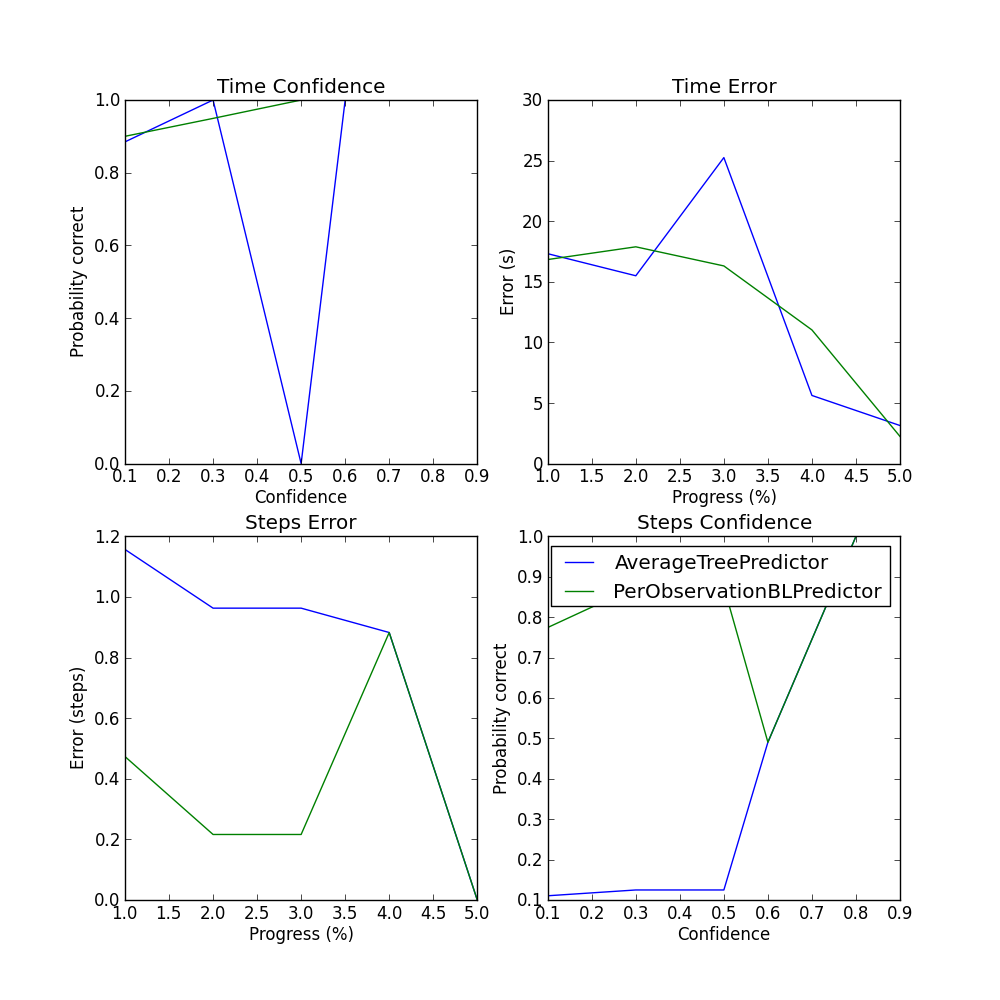 Time Confidence
1.0
0.8
0.6
0.4
0.2
0.0
Probability correct
0.1 0.2 0.3 0.4 0.5 0.6 0.7 0.8 0.9
Confidence
Time Error
30
25
20
15
10
5
0
Error (s)
1.0 1.5 2.0 2.5 3.0 3.5 4.0 4.5 5.0
Progress (%)
Steps Error
1.2
1.0
0.8
0.6
0.4
0.2
0.0
Error (steps)
1.0 1.5 2.0 2.5 3.0 3.5 4.0 4.5 5.0
Progress (%)
Steps Confidence
AverageTreePredictor
PerObservationBLPredictor
1.0
0.9
0.8
0.7
0.6
0.5
0.4
0.3
0.2
0.1
Probability correct
0.1 0.2 0.3 0.4 0.5 0.6 0.7 0.8 0.9
Confidence